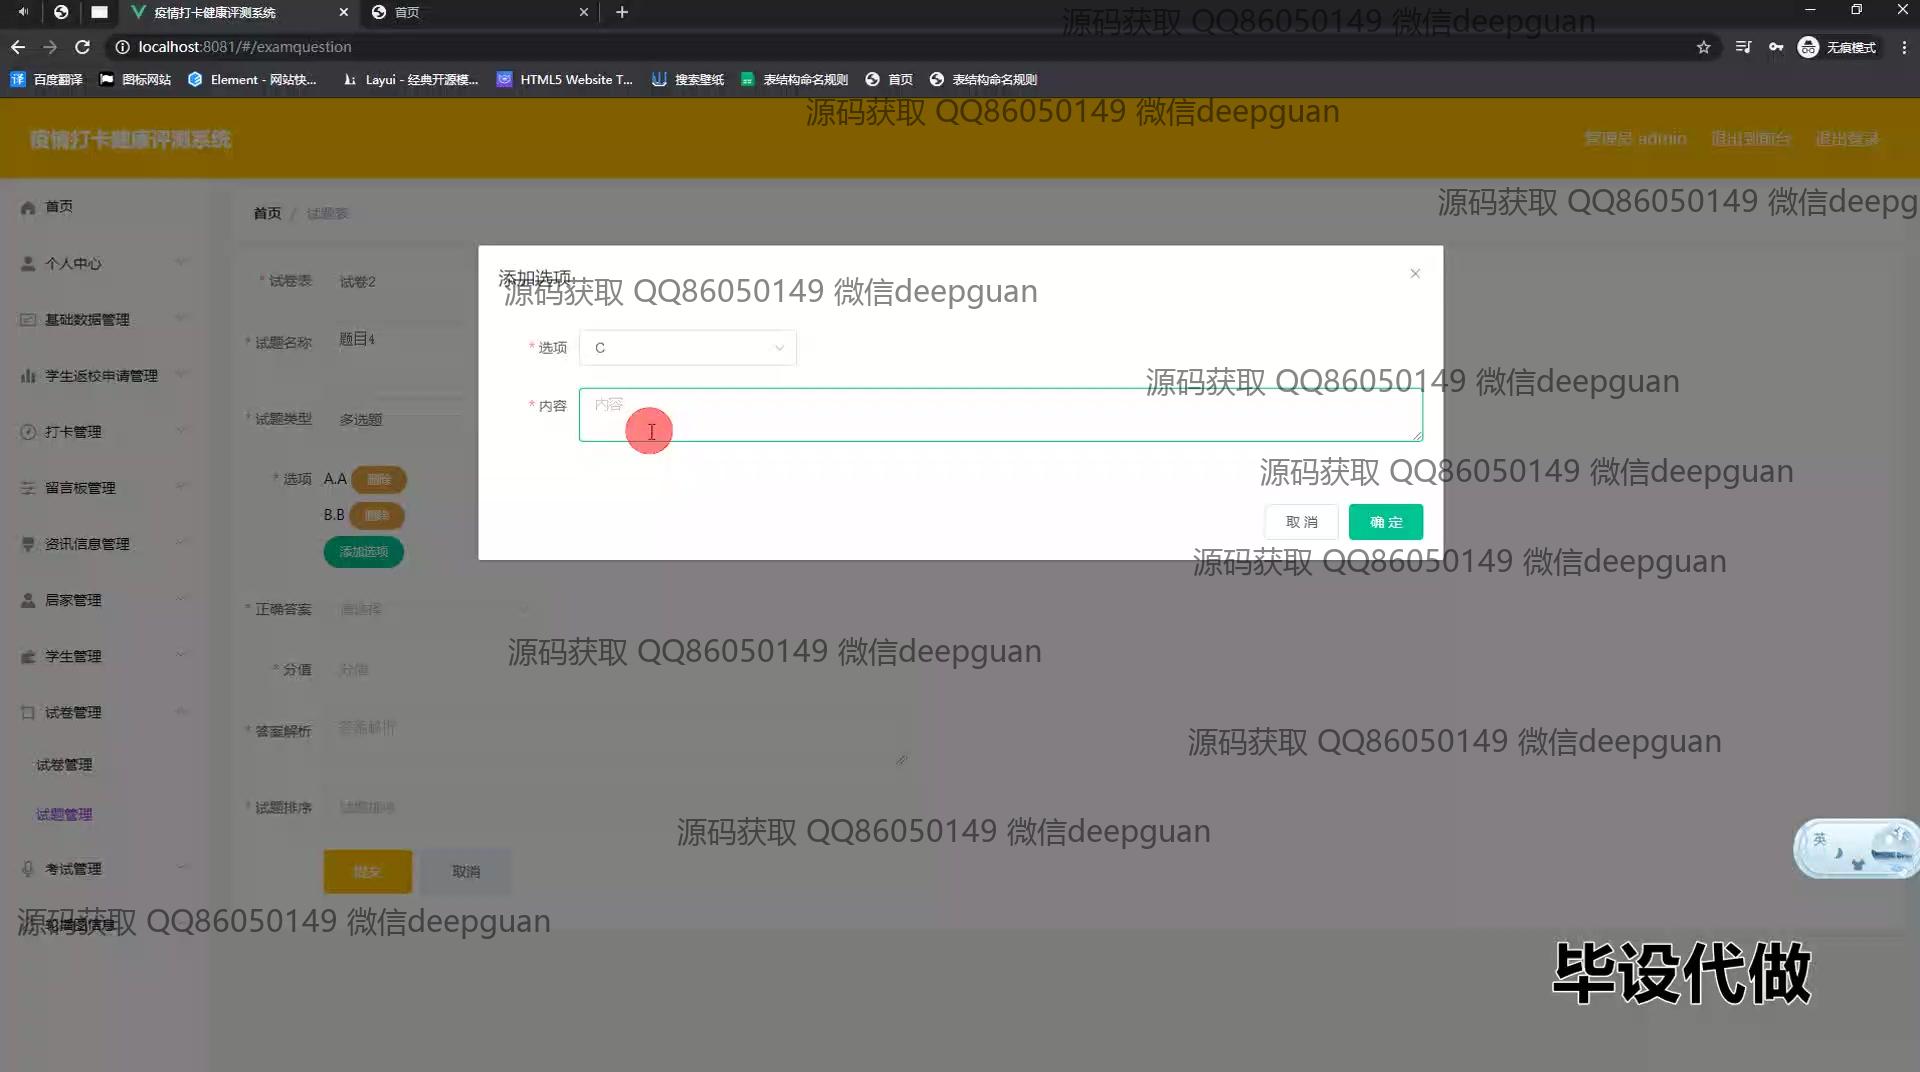 疫情打卡健康评测系统
首页
localhost:8081/#/examquestion
无痕模式
百度翻译
图标网站
Element - 网站快...
Layui - 经典开源模...
HTML5 Website T...
搜索壁纸
表结构命名规则
首页
表结构命名规则
源码获取 QQ86050149 微信deepguan
源码获取 QQ86050149 微信deepguan
疫情打卡健康评测系统
管理员 admin
退出到前台
退出登录
源码获取 QQ86050149 微信deepg
首页
个人中心
基础数据管理
学生返校申请管理
打卡管理
留言板管理
资讯信息管理
居家管理
学生管理
试卷管理
试卷管理
试题管理
考试管理
轮播图信息
首页 / 试题表
* 试卷表 试卷2
* 试题名称 题目4
* 试题类型 多选题
* 选项 A.A 删除
B.B 删除
添加选项
* 正确答案 请选择
* 分值 分值
* 答案解析 答案解析
* 试题排序 试题排序
提交
取消
添加选项
源码获取 QQ86050149 微信deepguan
* 选项 C
源码获取 QQ86050149 微信deepguan
* 内容 内容
源码获取 QQ86050149 微信deepguan
取消
确定
源码获取 QQ86050149 微信deepguan
源码获取 QQ86050149 微信deepguan
源码获取 QQ86050149 微信deepguan
源码获取 QQ86050149 微信deepguan
英
源码获取 QQ86050149 微信deepguan
毕设代做